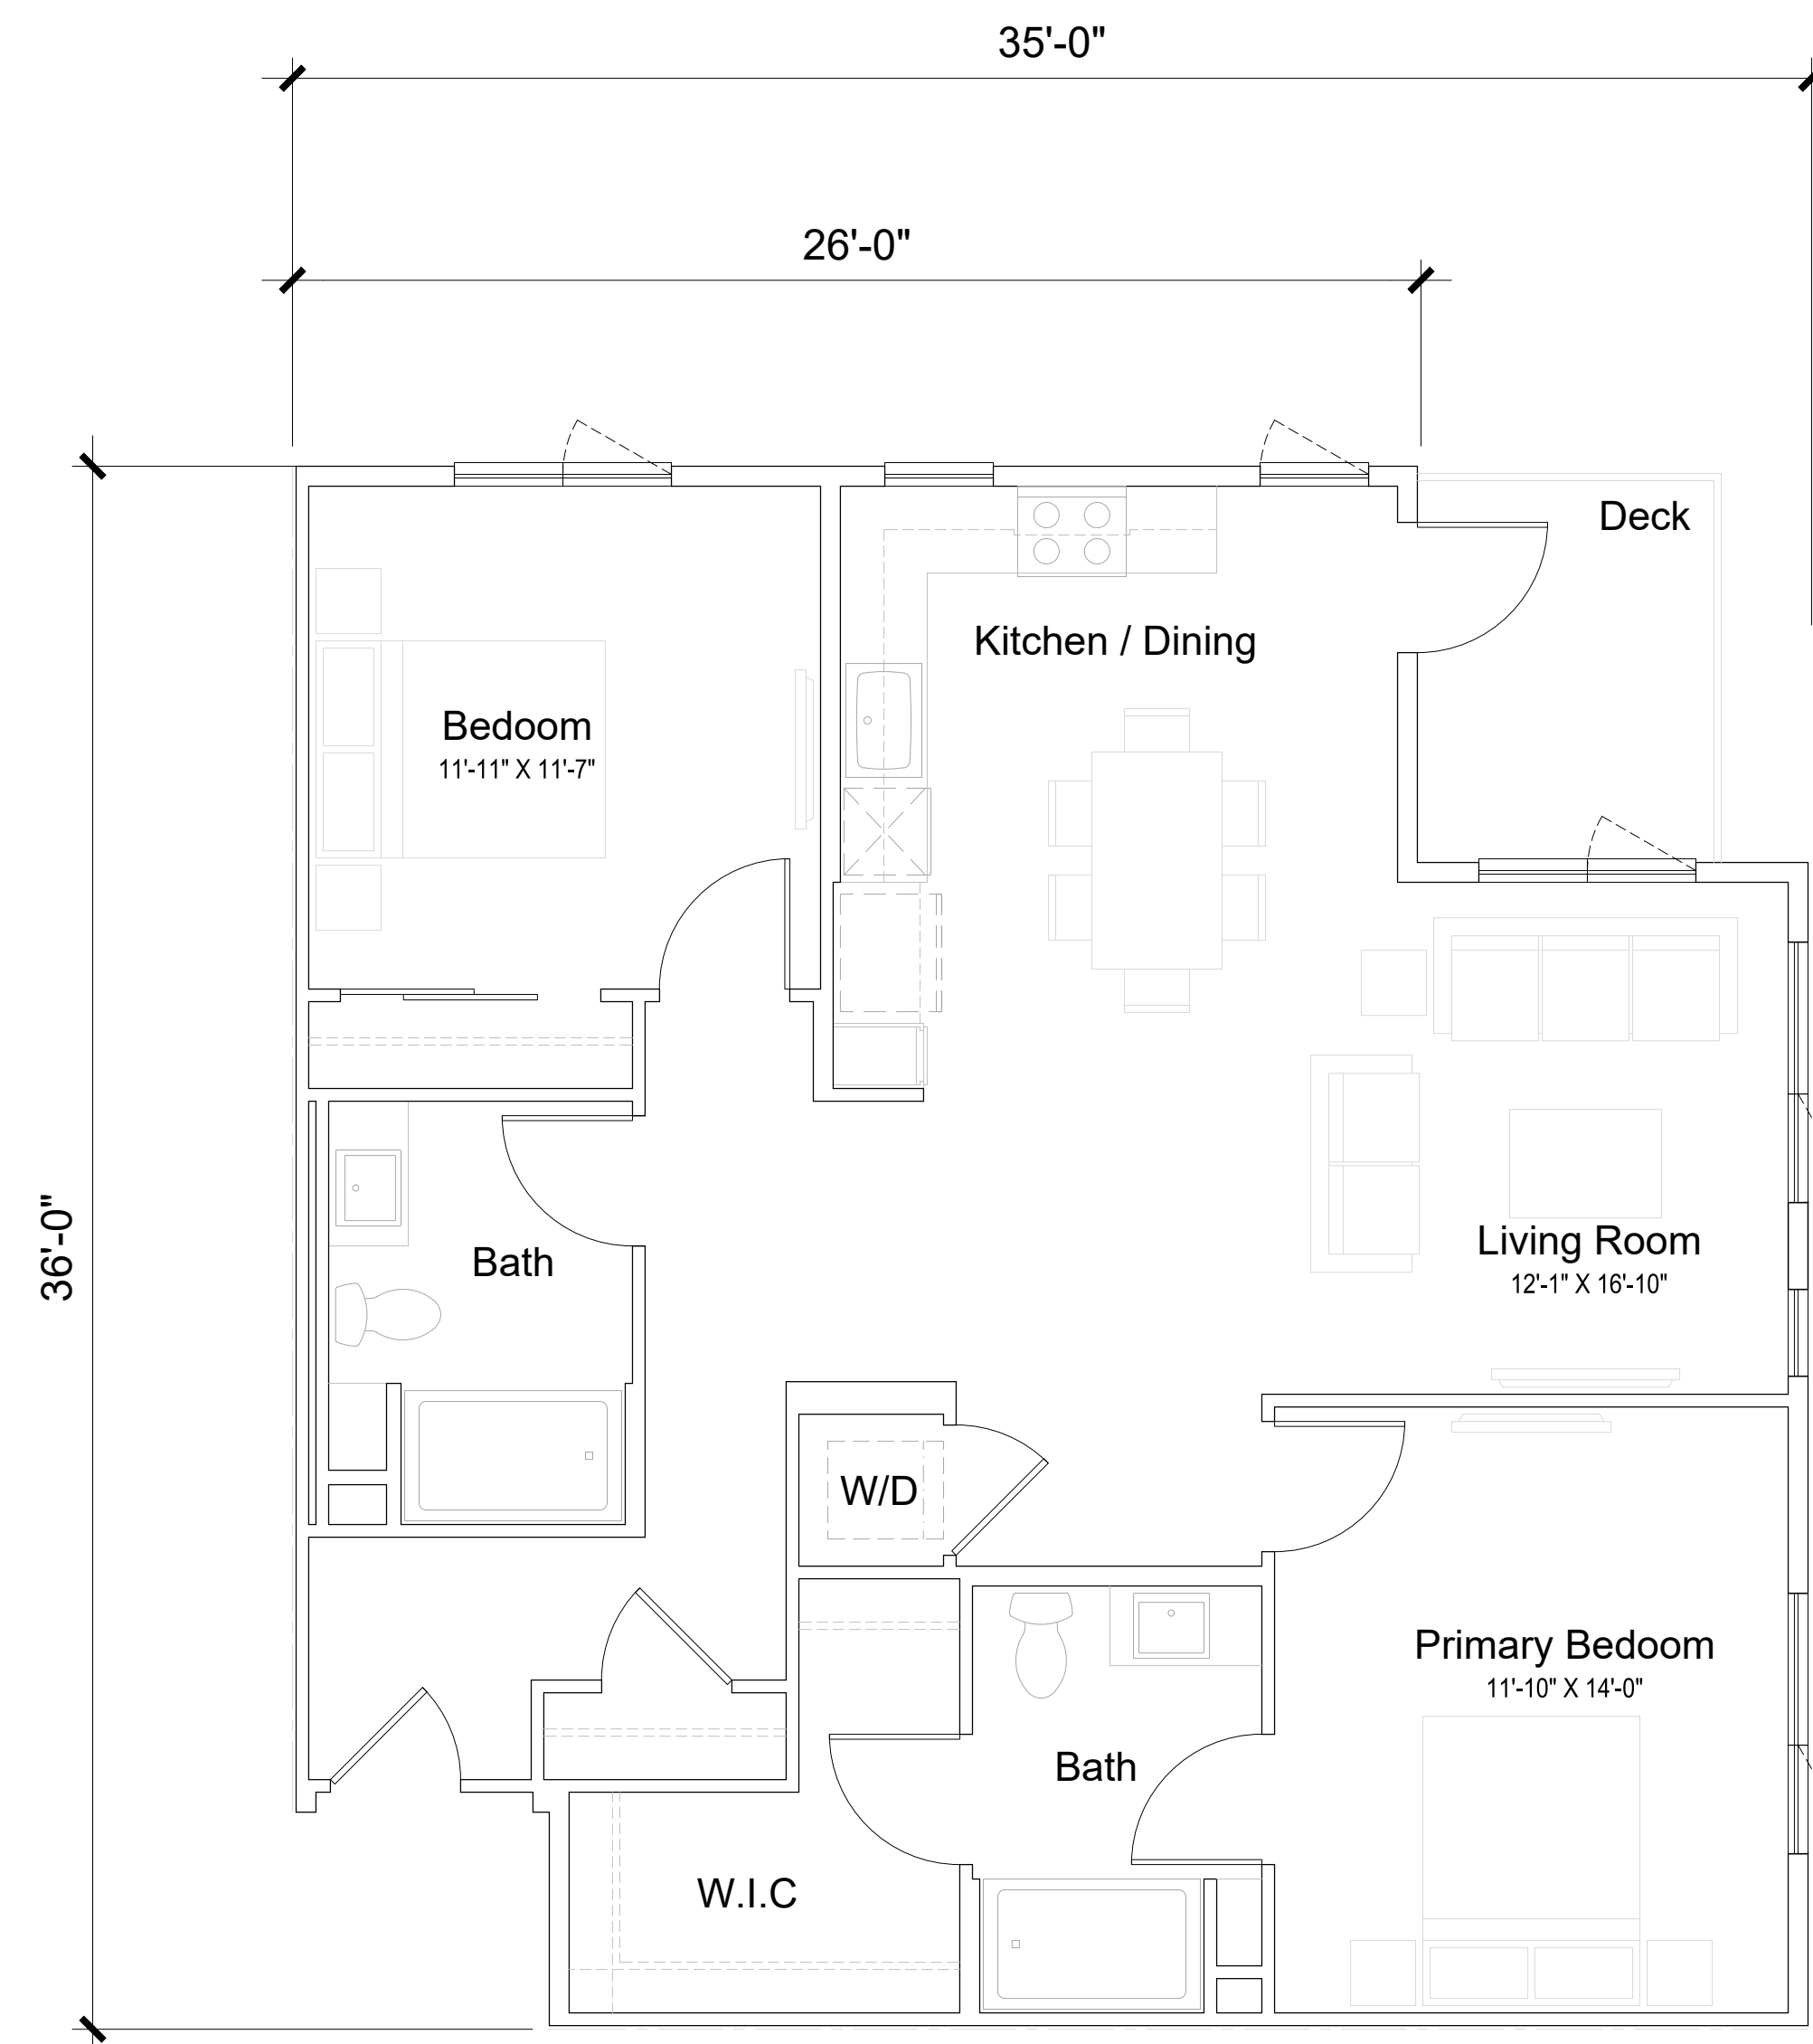 35'-0"
26'-0"
Deck
Kitchen / Dining
Bedoom
11'-11" X 11'-7"
36'-0"
Living Room
12'-1" X 16'-10"
Bath
W/D
Primary Bedoom
11'-10" X 14'-0"
Bath
W.I.C